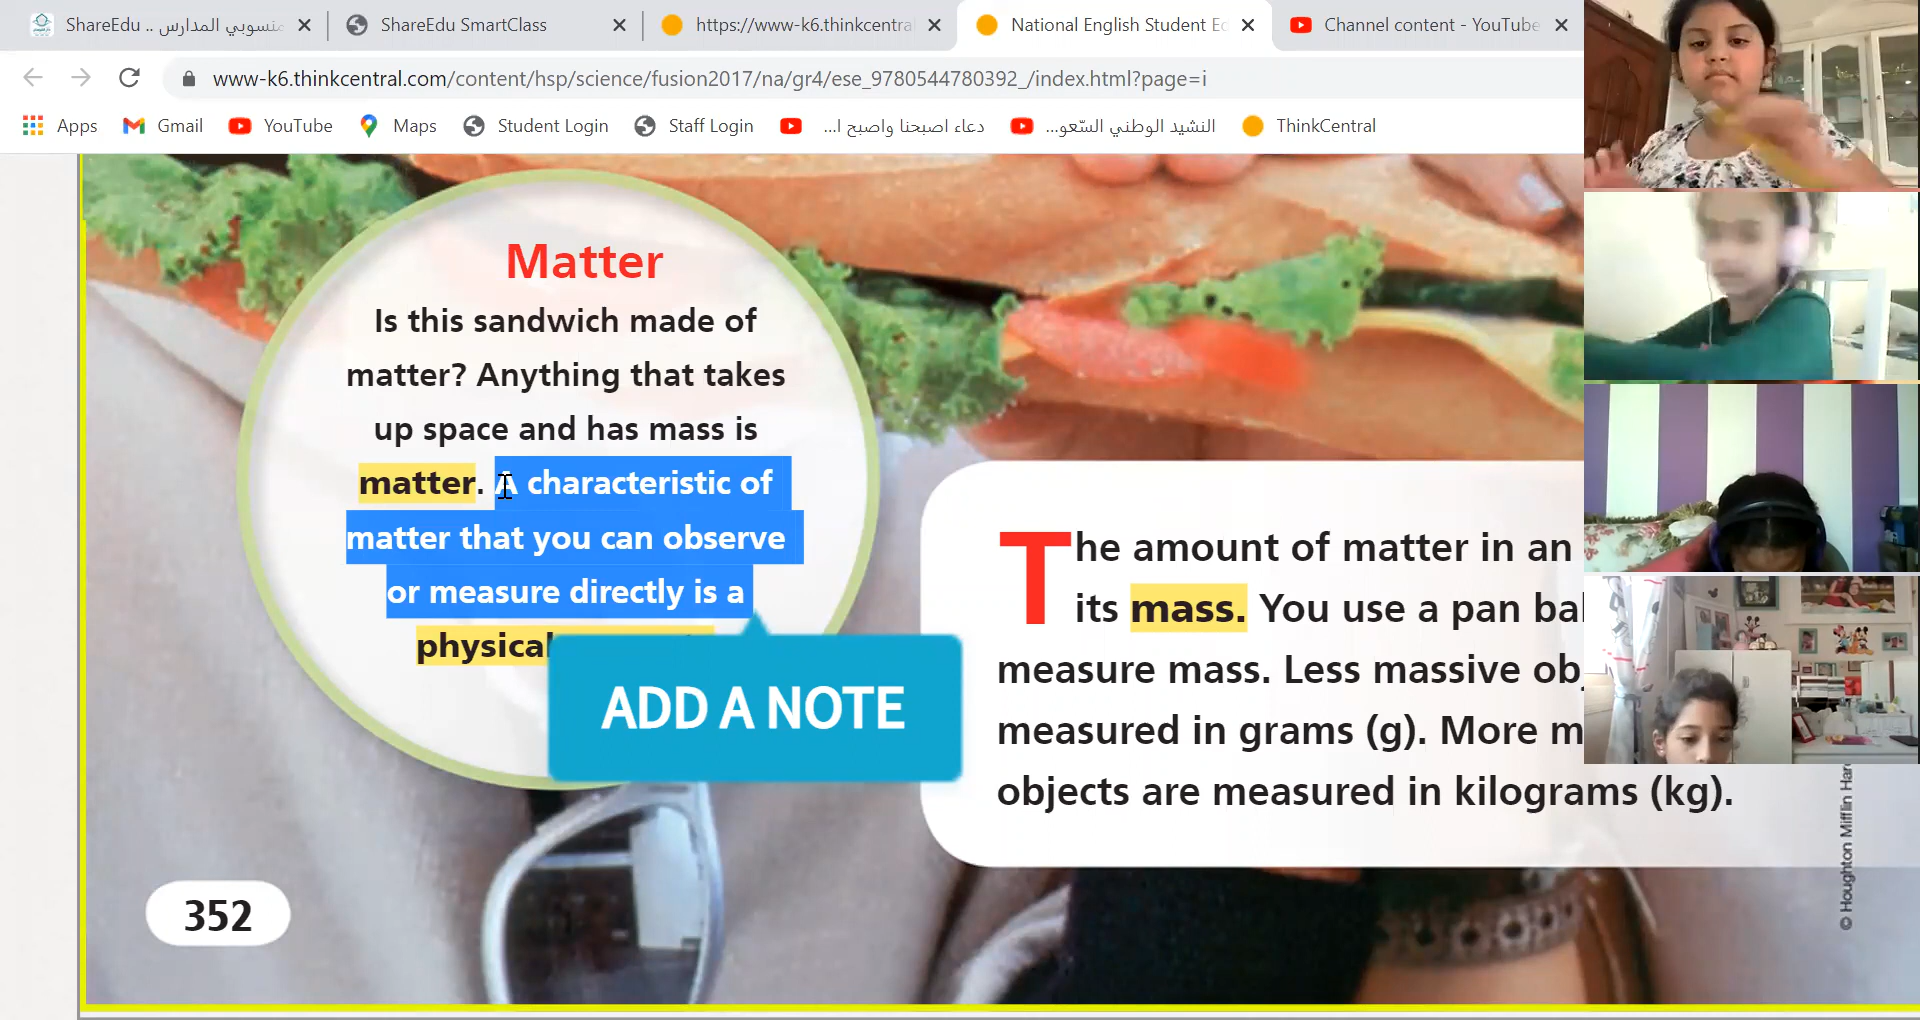 ShareEdu .. منسوبي المدارس
ShareEdu SmartClass
https://www-k6.thinkcentra
National English Student Ec
Channel content - YouTube
www-k6.thinkcentral.com/content/hsp/science/fusion2017/na/gr4/ese_9780544780392_/index.html?page=i
Apps
Gmail
YouTube
Maps
Student Login
Staff Login
دعاء اصبحنا واصبح ا...
النشيد الوطني السّعو...
ThinkCentral
Matter
Is this sandwich made of
matter? Anything that takes
up space and has mass is
matter. A characteristic of
matter that you can observe
or measure directly is a
physical
ADD A NOTE
The amount of matter in an
its mass. You use a pan bal
measure mass. Less massive obj
measured in grams (g). More m
objects are measured in kilograms (kg).
352
© Houghton Mifflin Har